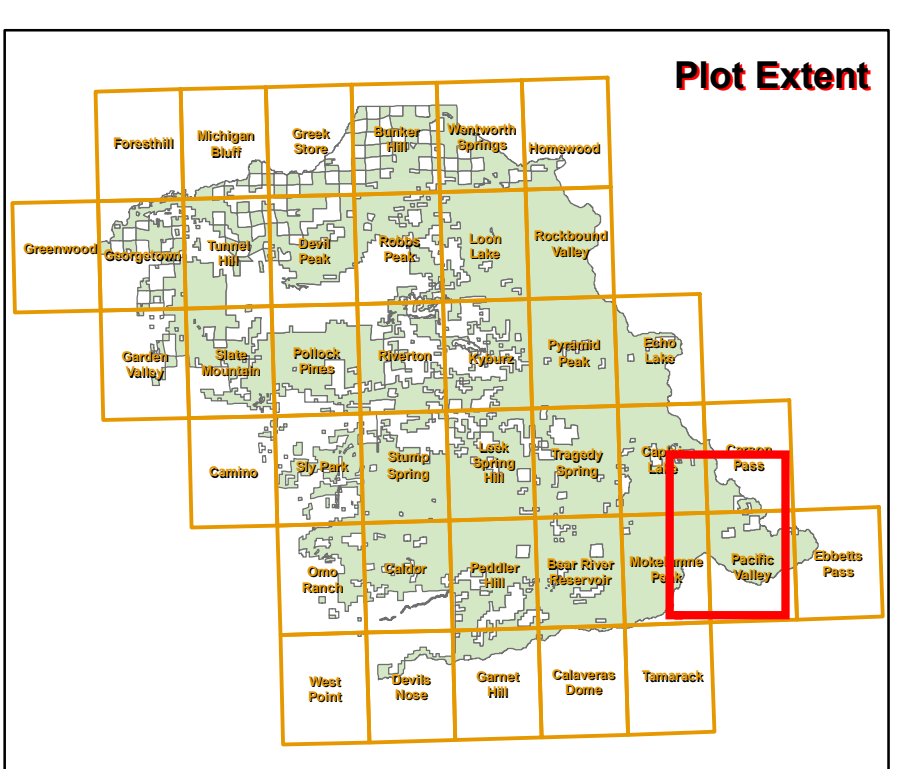 Plot Extent
Foresthill
Michigan
Bluff
Greek
Store
Bunker
Hill
Wentworth
Springs
Homewood
Greenwood
Georgetown
Tunnel
Hill
Devil
Peak
Robbs
Peak
Loon
Lake
Rockbound
Valley
Garden
Valley
Slate
Mountain
Pollock
Pines
Riverton
Kyburz
Pyramid
Peak
Echo
Lake
Camino
Sly Park
Stump
Spring
Leek
Spring
Hill
Tragedy
Spring
Caples
Lake
Carson
Pass
Omo
Ranch
Caldor
Peddler
Hill
Bear River
Reservoir
Mokelumne
Peak
Pacific
Valley
Ebbetts
Pass
West
Point
Devils
Nose
Garnet
Hill
Calaveras
Dome
Tamarack